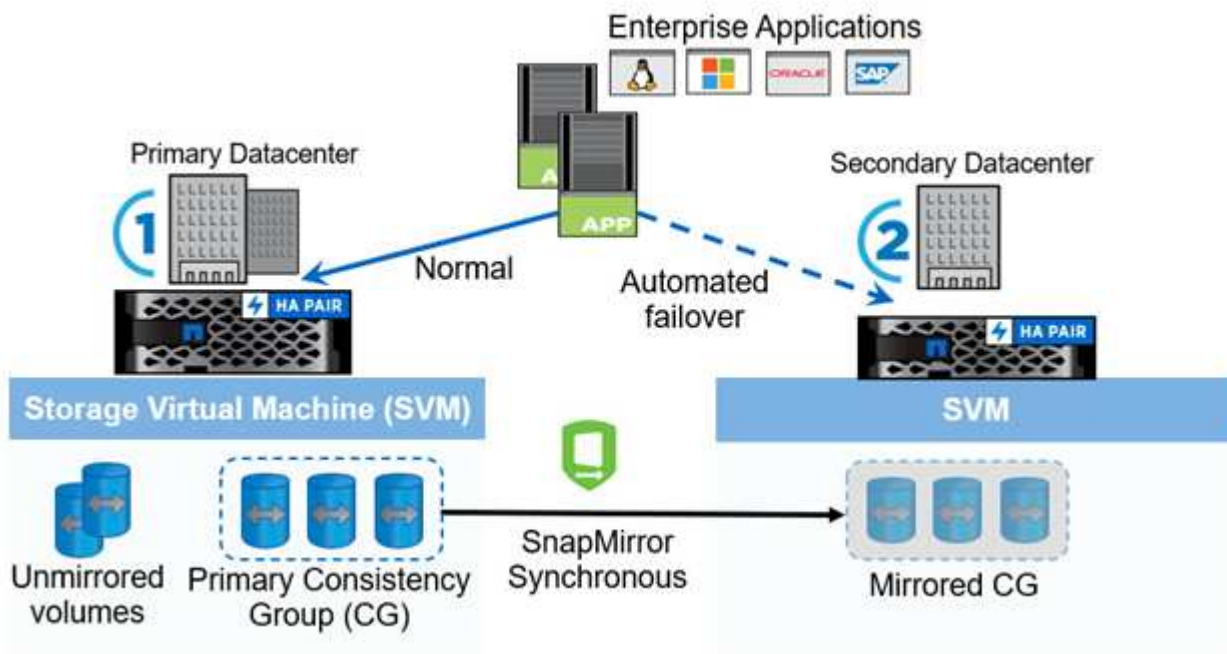 Enterprise Applications
ORACLE
SAP
Primary Datacenter
Secondary Datacenter
1
APP
2
Normal
Automated
failover
HA PAIR
HA PAIR
Storage Virtual Machine (SVM)
SVM
SnapMirror
Synchronous
Unmirrored
volumes
Primary Consistency
Group (CG)
Mirrored CG